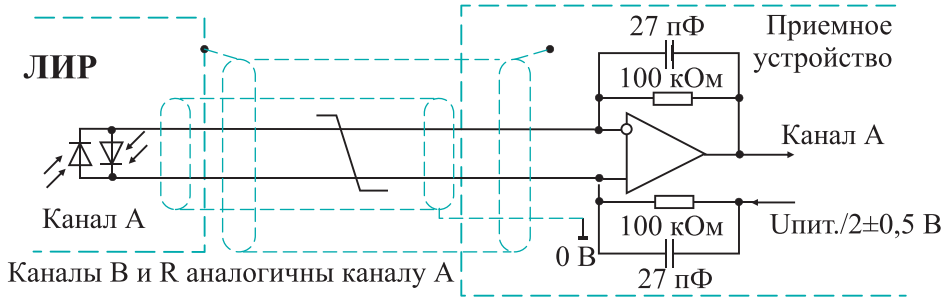 27 пФ
Приемное
устройство
ЛИР
100 кОм
Канал А
Канал А
100 кОм
Uпит./2±0,5 В
0 В
27 пФ
Каналы В и R аналогичны каналу А